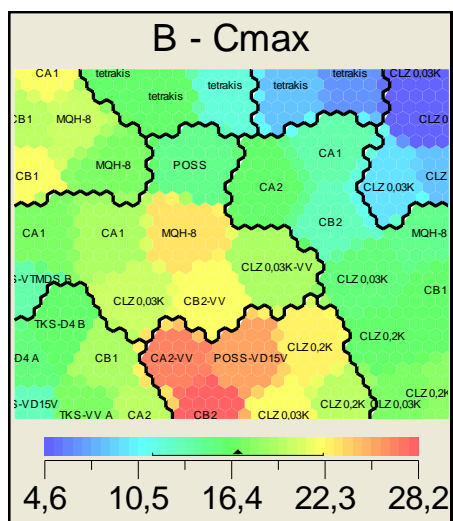 B - Cmax
CA1
tetrakis
tetrakis
tetrakis
tetrakis
tetrakis
CLZ 0,03K
CB1
MQH-8
CLZ 0
CA1
MQH-8
POSS
CB1
CA2
CLZ 0,03K
CLZ
CB2
CA1
CA1
MQH-8
MQH-8
CLZ 0,03K-VV
S-VTMDS B
CLZ 0,03K
CB1
CLZ 0,03K
CB2-VV
TKS-D4 B
CLZ 0,2K
CLZ 0,2K
D4 A
CB1
CA2-VV
POSS-VD15V
S-VD15V
CLZ 0,2K
CLZ 0,2K
CLZ 0,03K
TKS-VV A
CA2
CB2
CLZ 0,03K
4,6
10,5
16,4
22,3
28,2